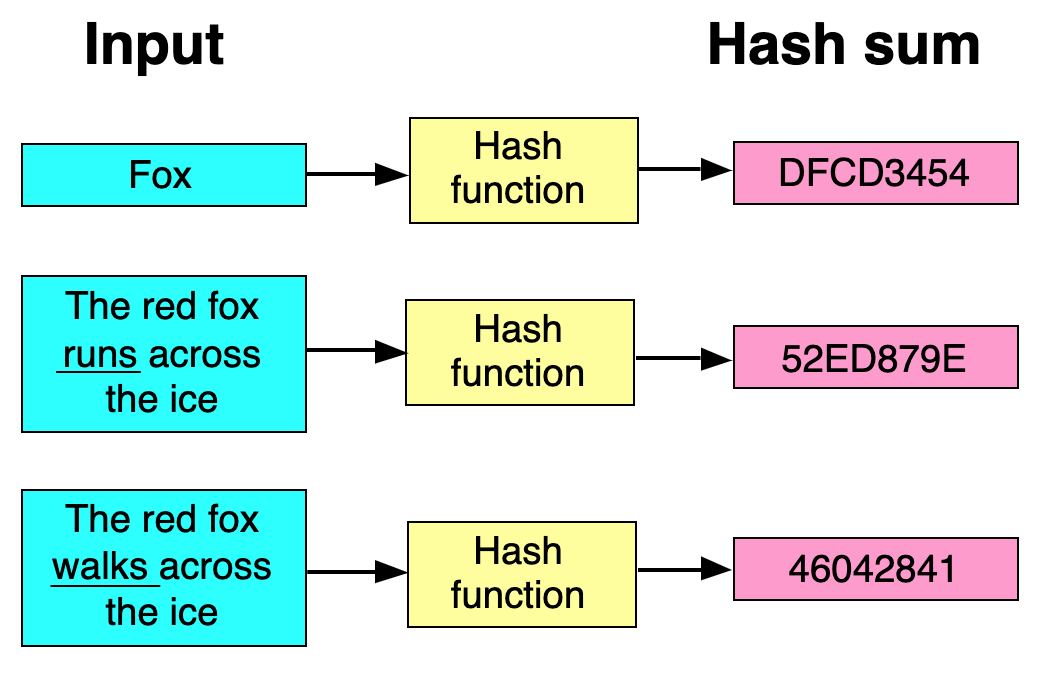 Input
Hash sum
Fox
Hash
function
DFCD3454
The red fox
runs across
the ice
Hash
function
52ED879E
The red fox
walks across
the ice
Hash
function
46042841